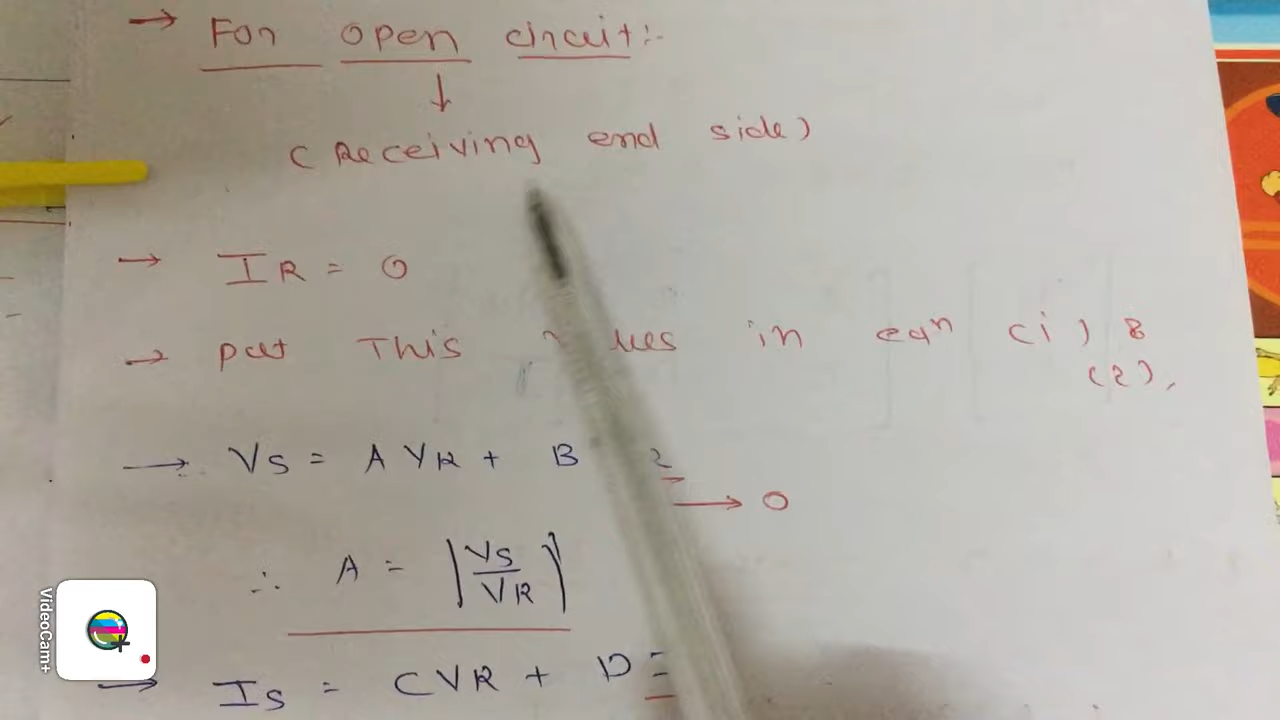 → For open circuit:-
↓
(Receiving end side)
→ IR = 0
→ put This in eqn (i) &
(2),
→ VS = A VR + B
→ 0
∴ A = |VS/VR|
→ IS = CVR + D
VideoCam+